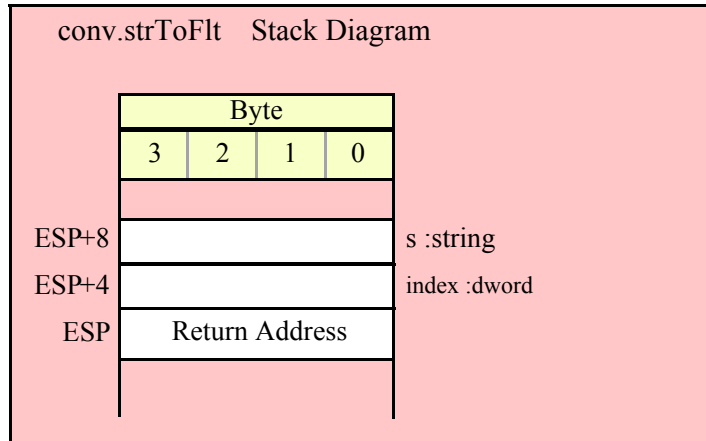 conv.strToFlt Stack Diagram
Byte
3 2 1 0
ESP+8 s :string
ESP+4 index :dword
ESP Return Address